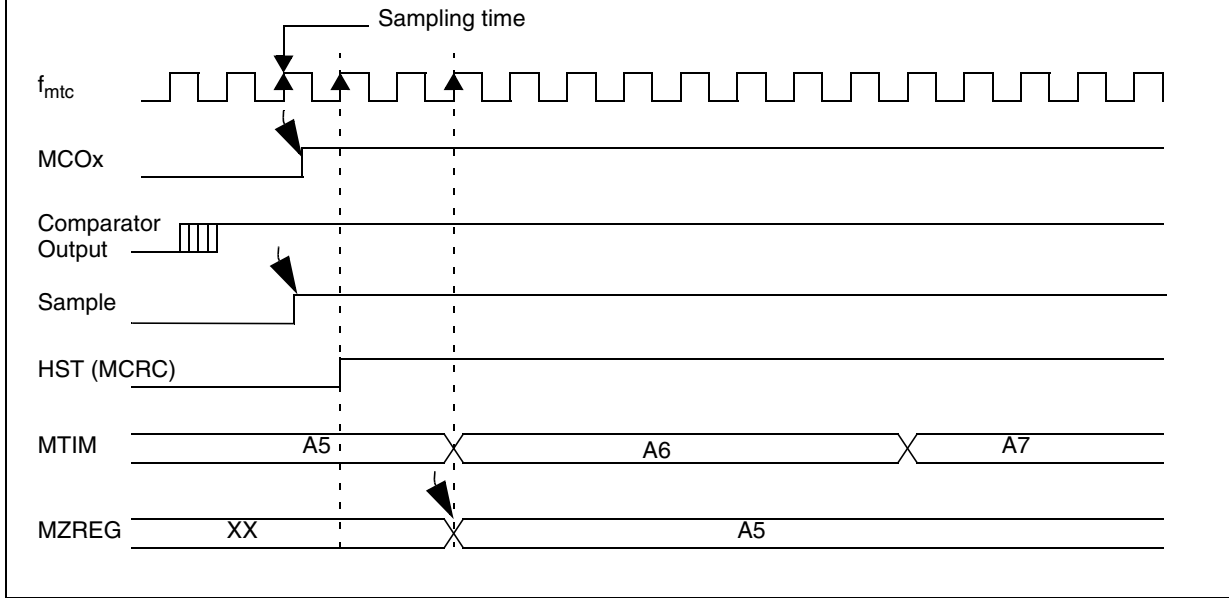 Sampling time
fmtc
MCOx
Comparator
Output
Sample
HST (MCRC)
MTIM
A5
A6
A7
MZREG
XX
A5